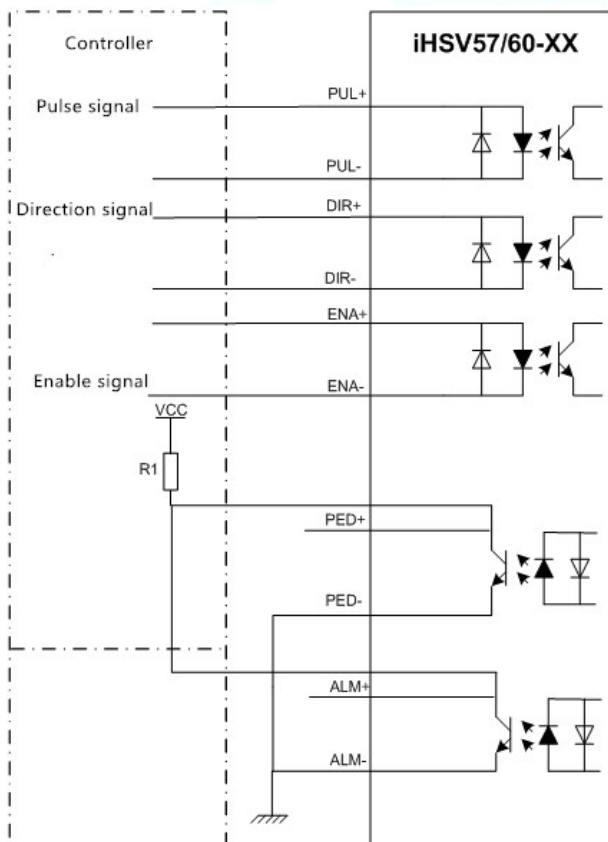 Controller
iHSV57/60-XX
PUL+
Pulse signal
PUL-
Direction signal
DIR+
DIR-
ENA+
Enable signal
ENA-
VCC
R1
PED+
PED-
ALM+
ALM-